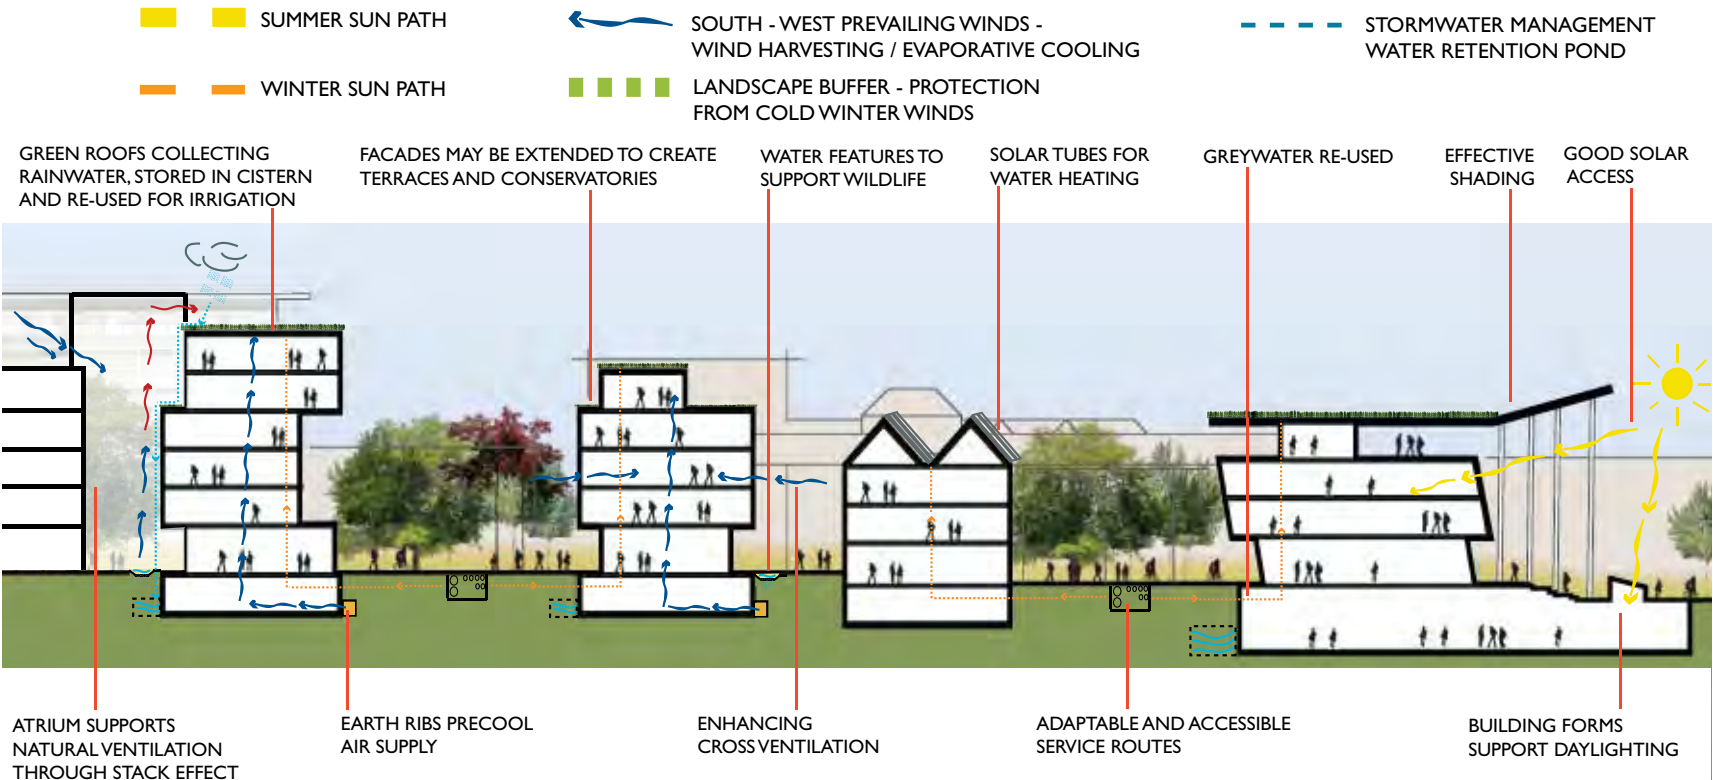 SUMMER SUN PATH
WINTER SUN PATH
SOUTH - WEST PREVAILING WINDS -
WIND HARVESTING / EVAPORATIVE COOLING
LANDSCAPE BUFFER - PROTECTION
FROM COLD WINTER WINDS
STORMWATER MANAGEMENT
WATER RETENTION POND
GREEN ROOFS COLLECTING
RAINWATER, STORED IN CISTERN
AND RE-USED FOR IRRIGATION
FACADES MAY BE EXTENDED TO CREATE
TERRACES AND CONSERVATORIES
WATER FEATURES TO
SUPPORT WILDLIFE
SOLAR TUBES FOR
WATER HEATING
GREYWATER RE-USED
EFFECTIVE
SHADING
GOOD SOLAR
ACCESS
ATRIUM SUPPORTS
NATURAL VENTILATION
THROUGH STACK EFFECT
EARTH RIBS PRECOOL
AIR SUPPLY
ENHANCING
CROSS VENTILATION
ADAPTABLE AND ACCESSIBLE
SERVICE ROUTES
BUILDING FORMS
SUPPORT DAYLIGHTING